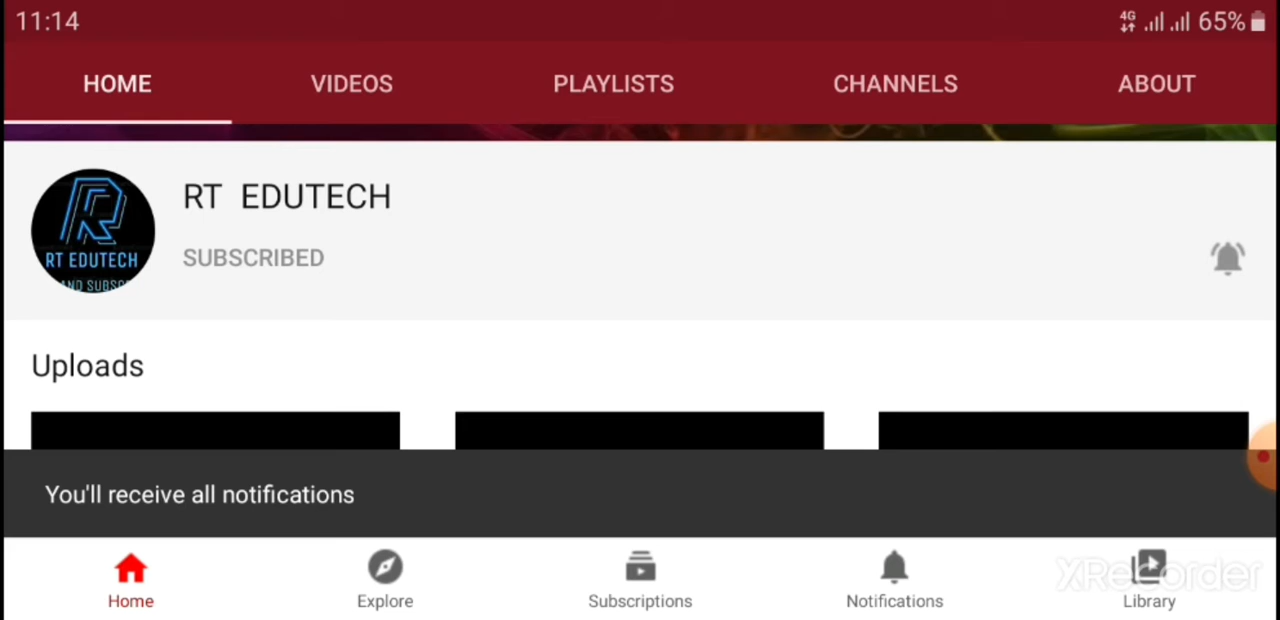 11:14
4G 65%
HOME VIDEOS PLAYLISTS CHANNELS ABOUT
RT EDUTECH
RT EDUTECH
SUBSCRIBED
Uploads
You'll receive all notifications
XRecorder
Home Explore Subscriptions Notifications Library